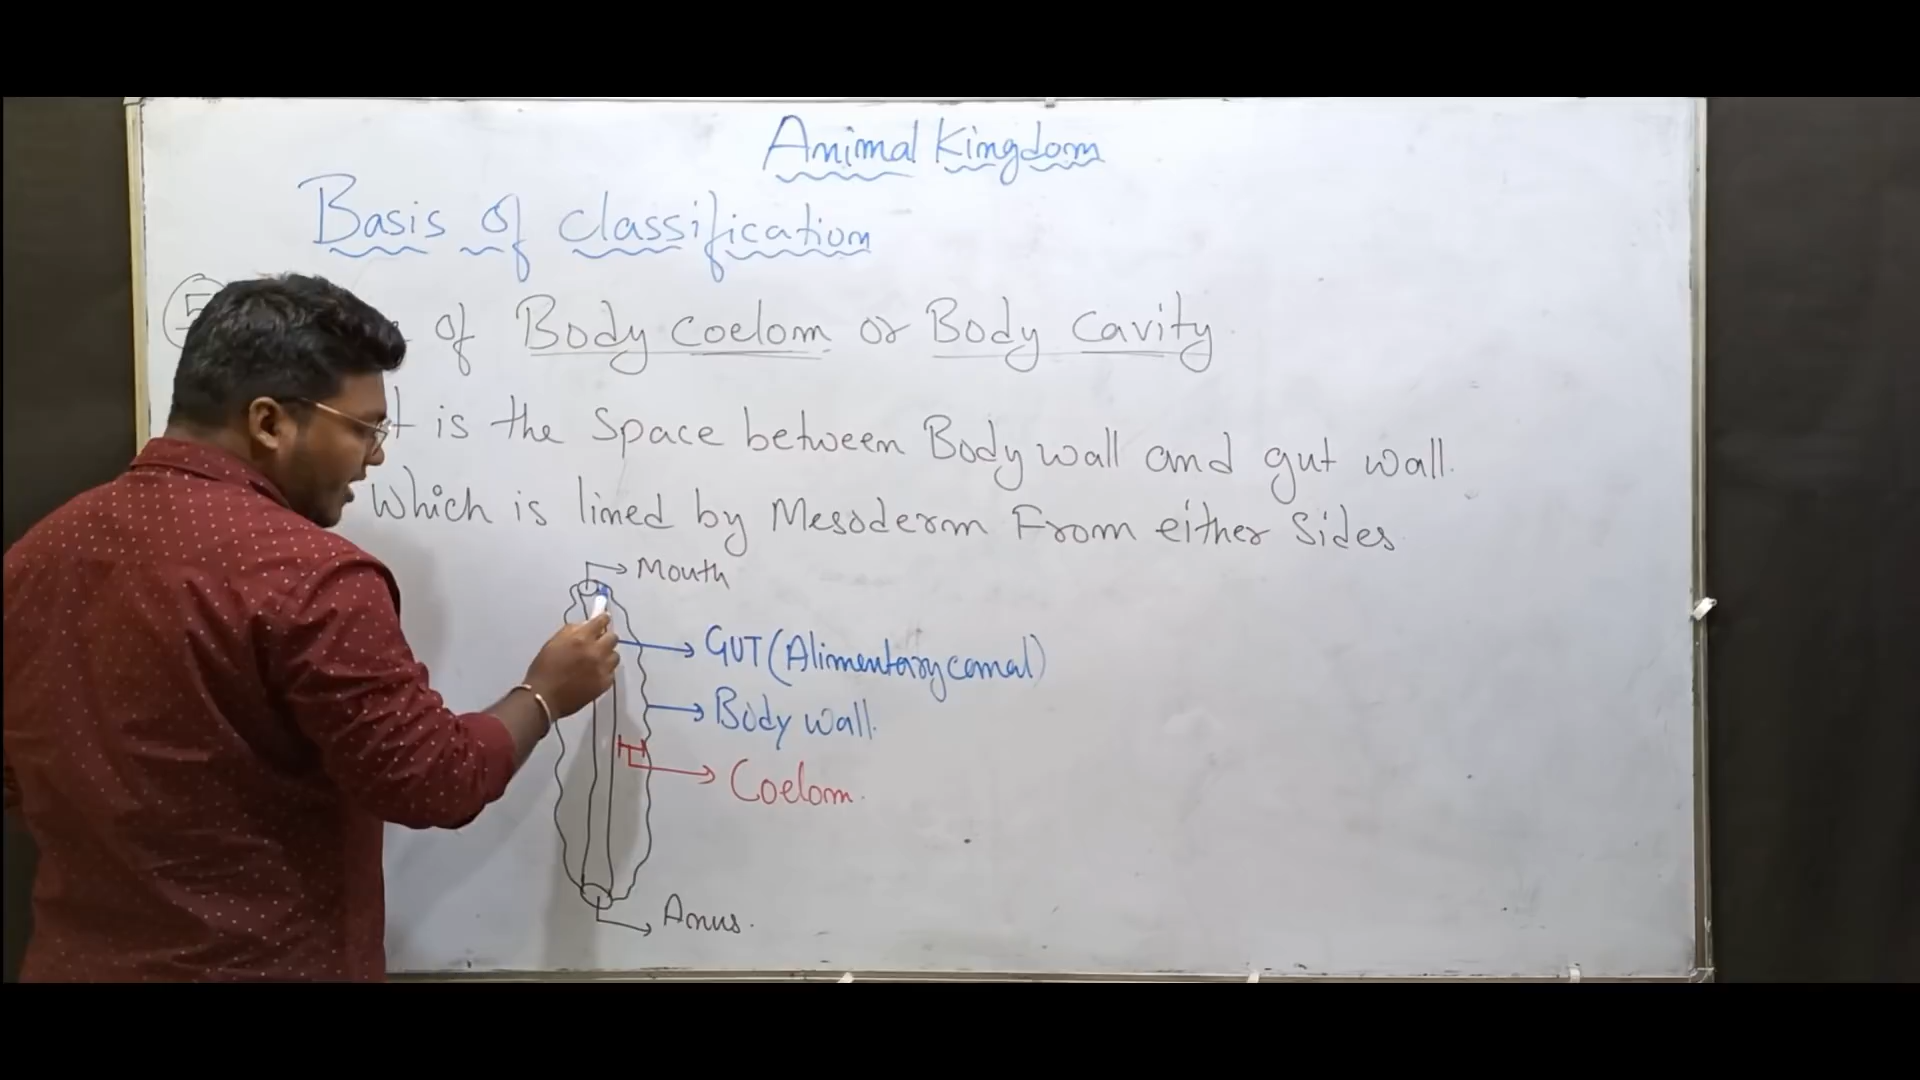 Animal Kingdom
Basis of classification
5
of Body coelom or Body Cavity
is the space between Body wall and gut wall.
Which is lined by Mesoderm From either Sides
Mouth
GUT (Alimentary canal)
Body wall.
Coelom.
Anus.